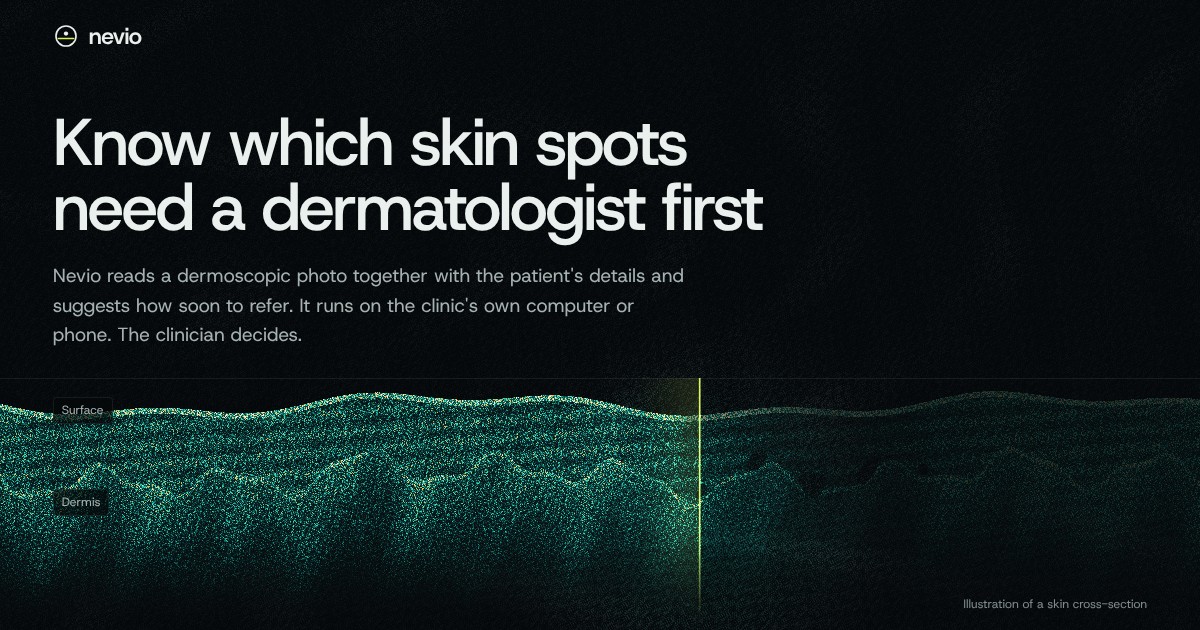 nevio
Know which skin spots
need a dermatologist first
Nevio reads a dermoscopic photo together with the patient's details and
suggests how soon to refer. It runs on the clinic's own computer or
phone. The clinician decides.
Surface
Dermis
Illustration of a skin cross-section